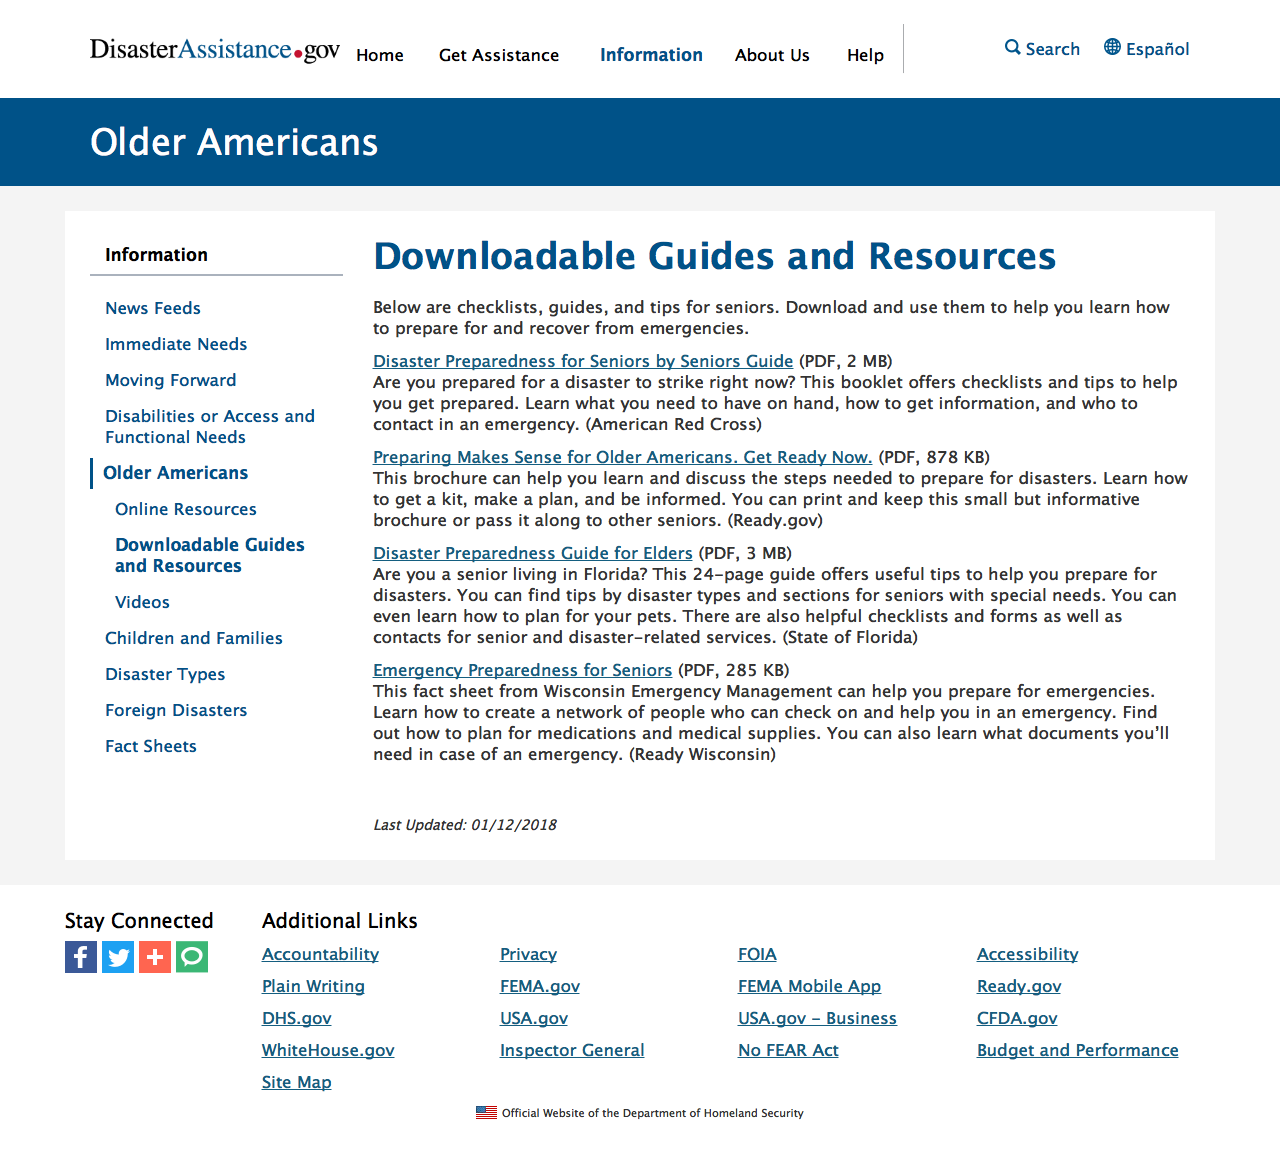 DisasterAssistance.gov
Home
Get Assistance
Information
About Us
Help
Search
Español
Older Americans
Information
News Feeds
Immediate Needs
Moving Forward
Disabilities or Access and
Functional Needs
Older Americans
Online Resources
Downloadable Guides
and Resources
Videos
Children and Families
Disaster Types
Foreign Disasters
Fact Sheets
Downloadable Guides and Resources
Below are checklists, guides, and tips for seniors. Download and use them to help you learn how
to prepare for and recover from emergencies.
Disaster Preparedness for Seniors by Seniors Guide (PDF, 2 MB)
Are you prepared for a disaster to strike right now? This booklet offers checklists and tips to help
you get prepared. Learn what you need to have on hand, how to get information, and who to
contact in an emergency. (American Red Cross)
Preparing Makes Sense for Older Americans. Get Ready Now. (PDF, 878 KB)
This brochure can help you learn and discuss the steps needed to prepare for disasters. Learn how
to get a kit, make a plan, and be informed. You can print and keep this small but informative
brochure or pass it along to other seniors. (Ready.gov)
Disaster Preparedness Guide for Elders (PDF, 3 MB)
Are you a senior living in Florida? This 24-page guide offers useful tips to help you prepare for
disasters. You can find tips by disaster types and sections for seniors with special needs. You can
even learn how to plan for your pets. There are also helpful checklists and forms as well as
contacts for senior and disaster-related services. (State of Florida)
Emergency Preparedness for Seniors (PDF, 285 KB)
This fact sheet from Wisconsin Emergency Management can help you prepare for emergencies.
Learn how to create a network of people who can check on and help you in an emergency. Find
out how to plan for medications and medical supplies. You can also learn what documents you’ll
need in case of an emergency. (Ready Wisconsin)
Last Updated: 01/12/2018
Stay Connected
Additional Links
Accountability
Privacy
FOIA
Accessibility
Plain Writing
FEMA.gov
FEMA Mobile App
Ready.gov
DHS.gov
USA.gov
USA.gov - Business
CFDA.gov
WhiteHouse.gov
Inspector General
No FEAR Act
Budget and Performance
Site Map
Official Website of the Department of Homeland Security